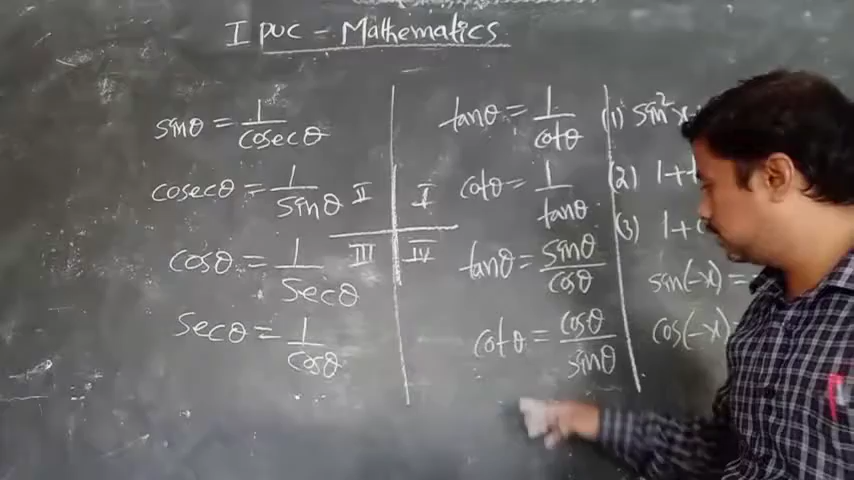 I PUC - Mathematics
sinθ = 1/cosecθ
cosecθ = 1/sinθ
cosθ = 1/secθ
secθ = 1/cosθ
II I
III IV
tanθ = 1/cotθ
cotθ = 1/tanθ
tanθ = sinθ/cosθ
cotθ = cosθ/sinθ
(1) sin²x
(2) 1+
(3) 1+
sin(-x) =
cos(-x)